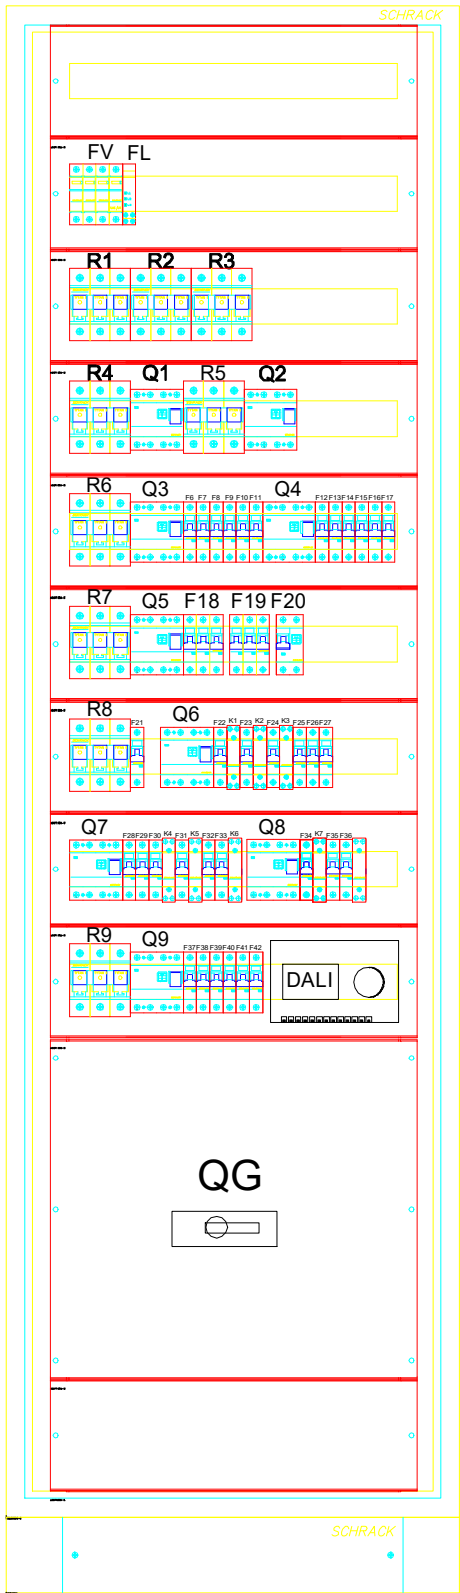 SCHRACK
FV FL
R1 R2 R3
R4 Q1 R5 Q2
R6 Q3 F6 F7 F8 F9 F10 F11 Q4 F12 F13 F14 F15 F16 F17
R7 Q5 F18 F19 F20
R8 F21 Q6 F22 K1 F23 K2 F24 K3 F25 F26 F27
Q7 F28 F29 F30 K4 F31 K5 F32 F33 K6 Q8 F34 K7 F35 F36
R9 Q9 F37 F38 F39 F40 F41 F42
DALI
QG
SCHRACK